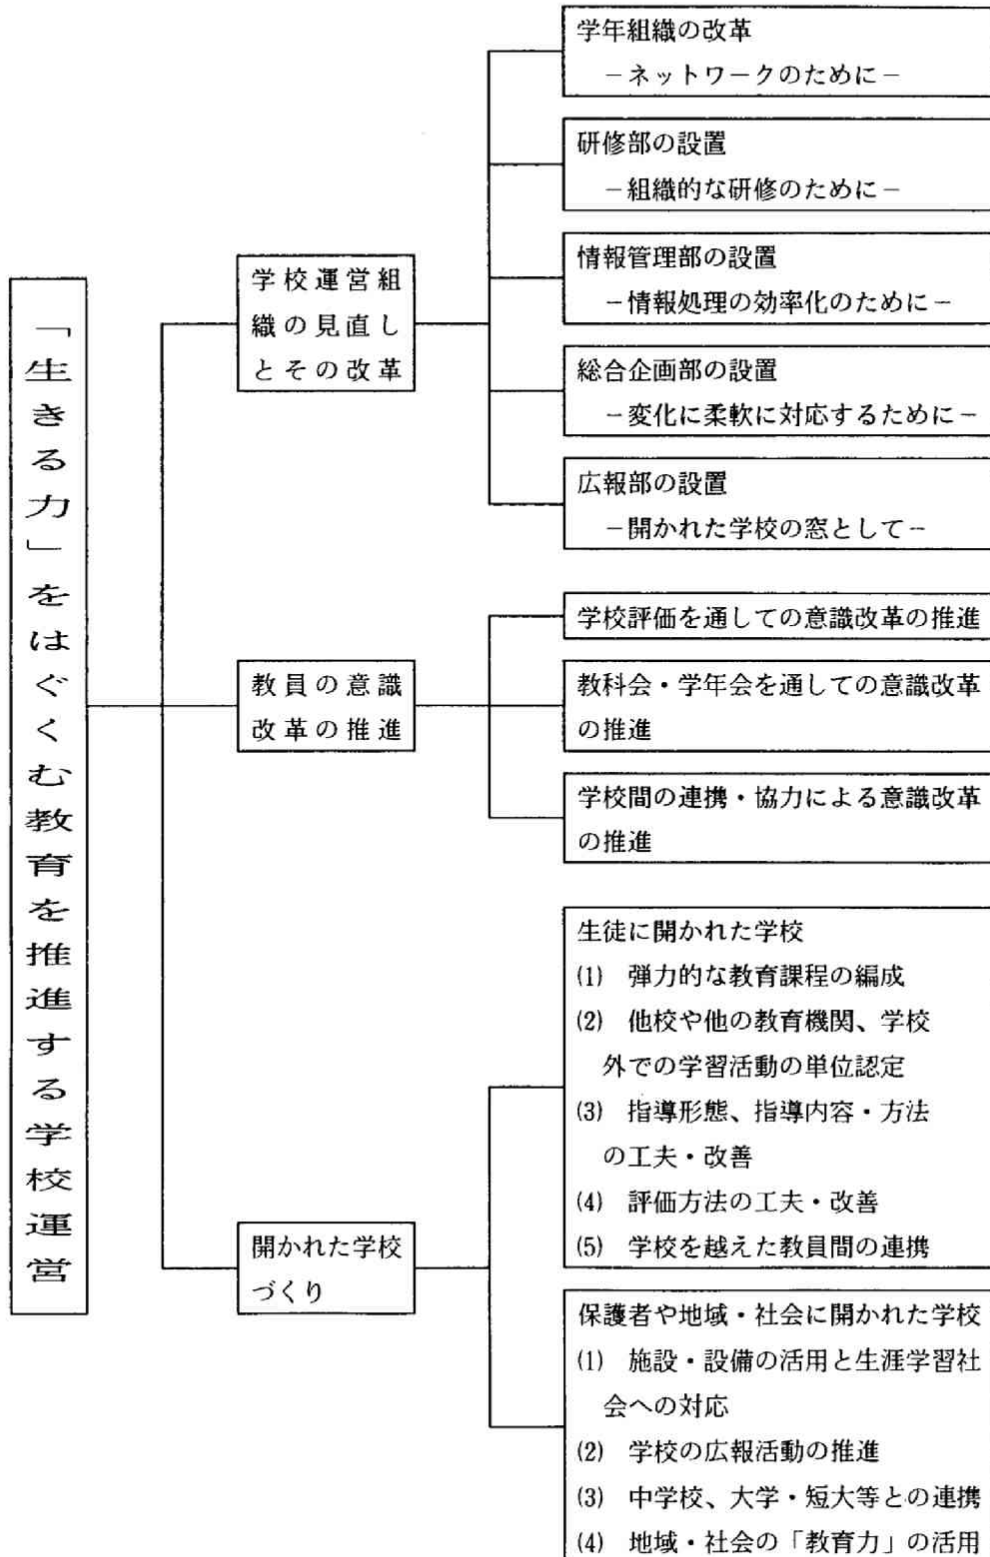 「生きる力」をはぐくむ教育を推進する学校運営
学校運営組
織の見直し
とその改革
学年組織の改革
－ネットワークのために－
研修部の設置
－組織的な研修のために－
情報管理部の設置
－情報処理の効率化のために－
総合企画部の設置
－変化に柔軟に対応するために－
広報部の設置
－開かれた学校の窓として－
教員の意識
改革の推進
学校評価を通しての意識改革の推進
教科会・学年会を通しての意識改革
の推進
学校間の連携・協力による意識改革
の推進
開かれた学校
づくり
生徒に開かれた学校
(1) 弾力的な教育課程の編成
(2) 他校や他の教育機関、学校
外での学習活動の単位認定
(3) 指導形態、指導内容・方法
の工夫・改善
(4) 評価方法の工夫・改善
(5) 学校を越えた教員間の連携
保護者や地域・社会に開かれた学校
(1) 施設・設備の活用と生涯学習社
会への対応
(2) 学校の広報活動の推進
(3) 中学校、大学・短大等との連携
(4) 地域・社会の「教育力」の活用